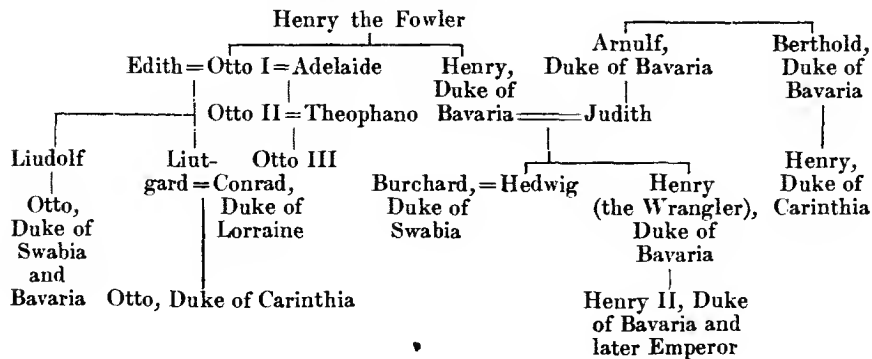 Henry the Fowler
Edith=Otto I=Adelaide
Henry,
Duke of
Bavaria===Judith
Arnulf,
Duke of Bavaria
Berthold,
Duke of
Bavaria
Otto II=Theophano
Liudolf
Liut-
gard=Conrad,
Duke of
Lorraine
Otto III
Burchard,=Hedwig
Duke of
Swabia
Henry
(the Wrangler),
Duke of
Bavaria
Henry,
Duke of
Carinthia
Otto,
Duke of
Swabia
and
Bavaria
Otto, Duke of Carinthia
Henry II, Duke
of Bavaria and
later Emperor